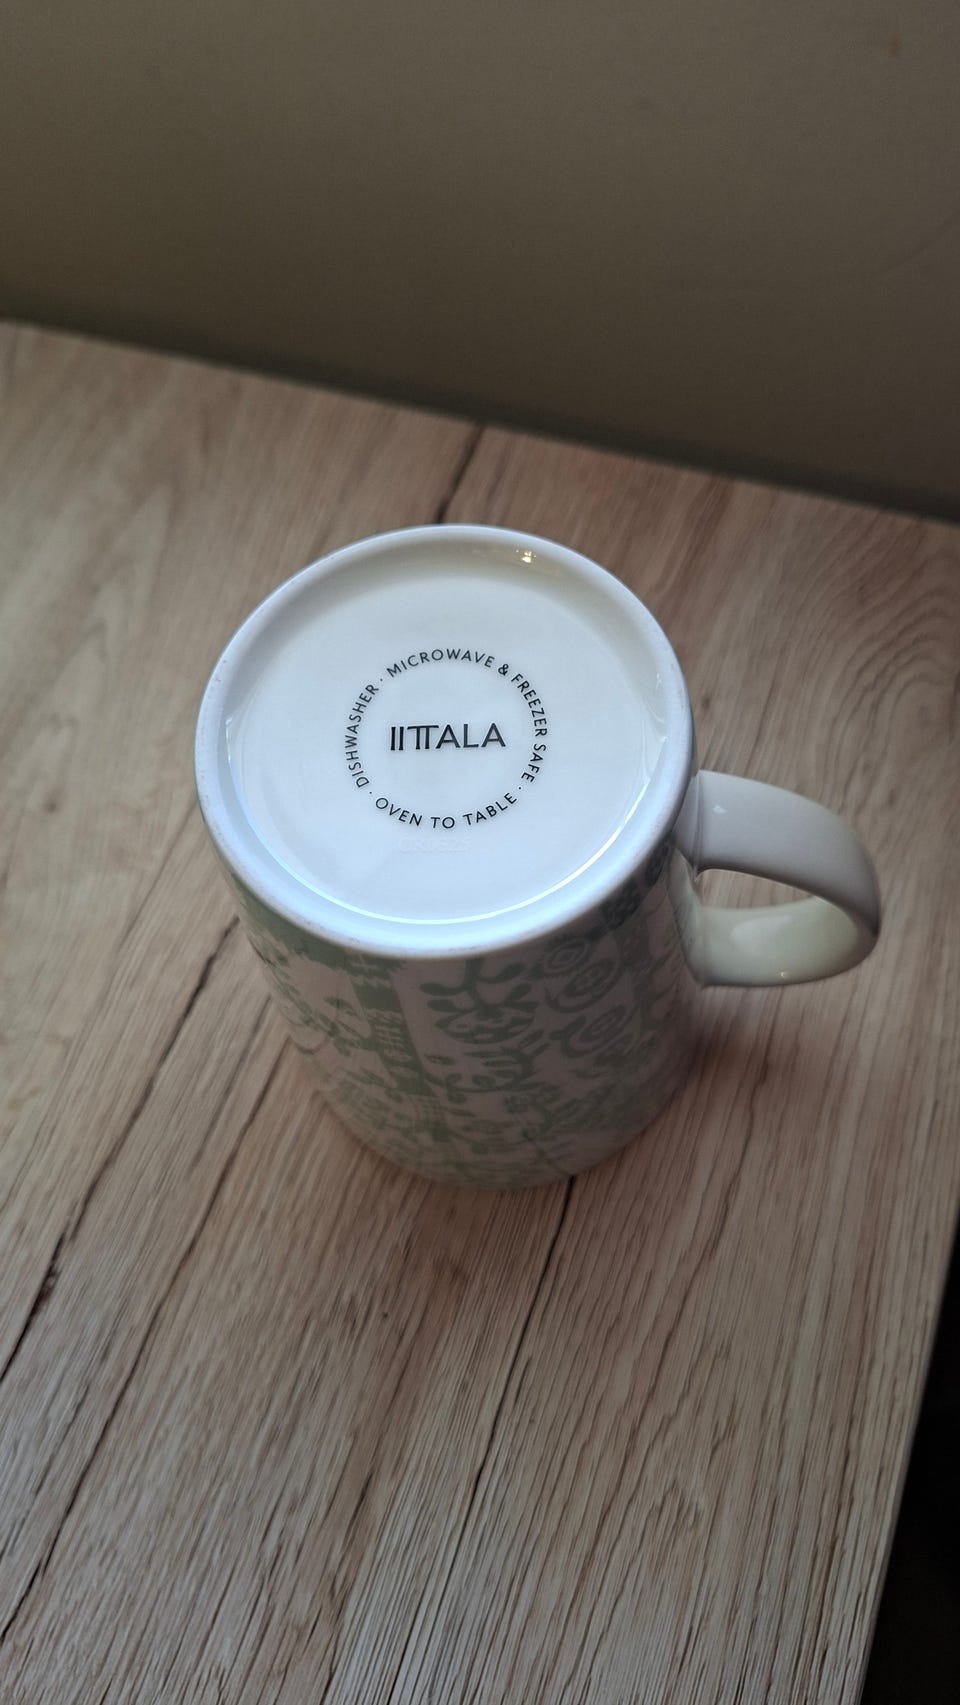 · MICROWAVE & FREEZER SAFE · OVEN TO TABLE · DISHWASHER
IITTALA